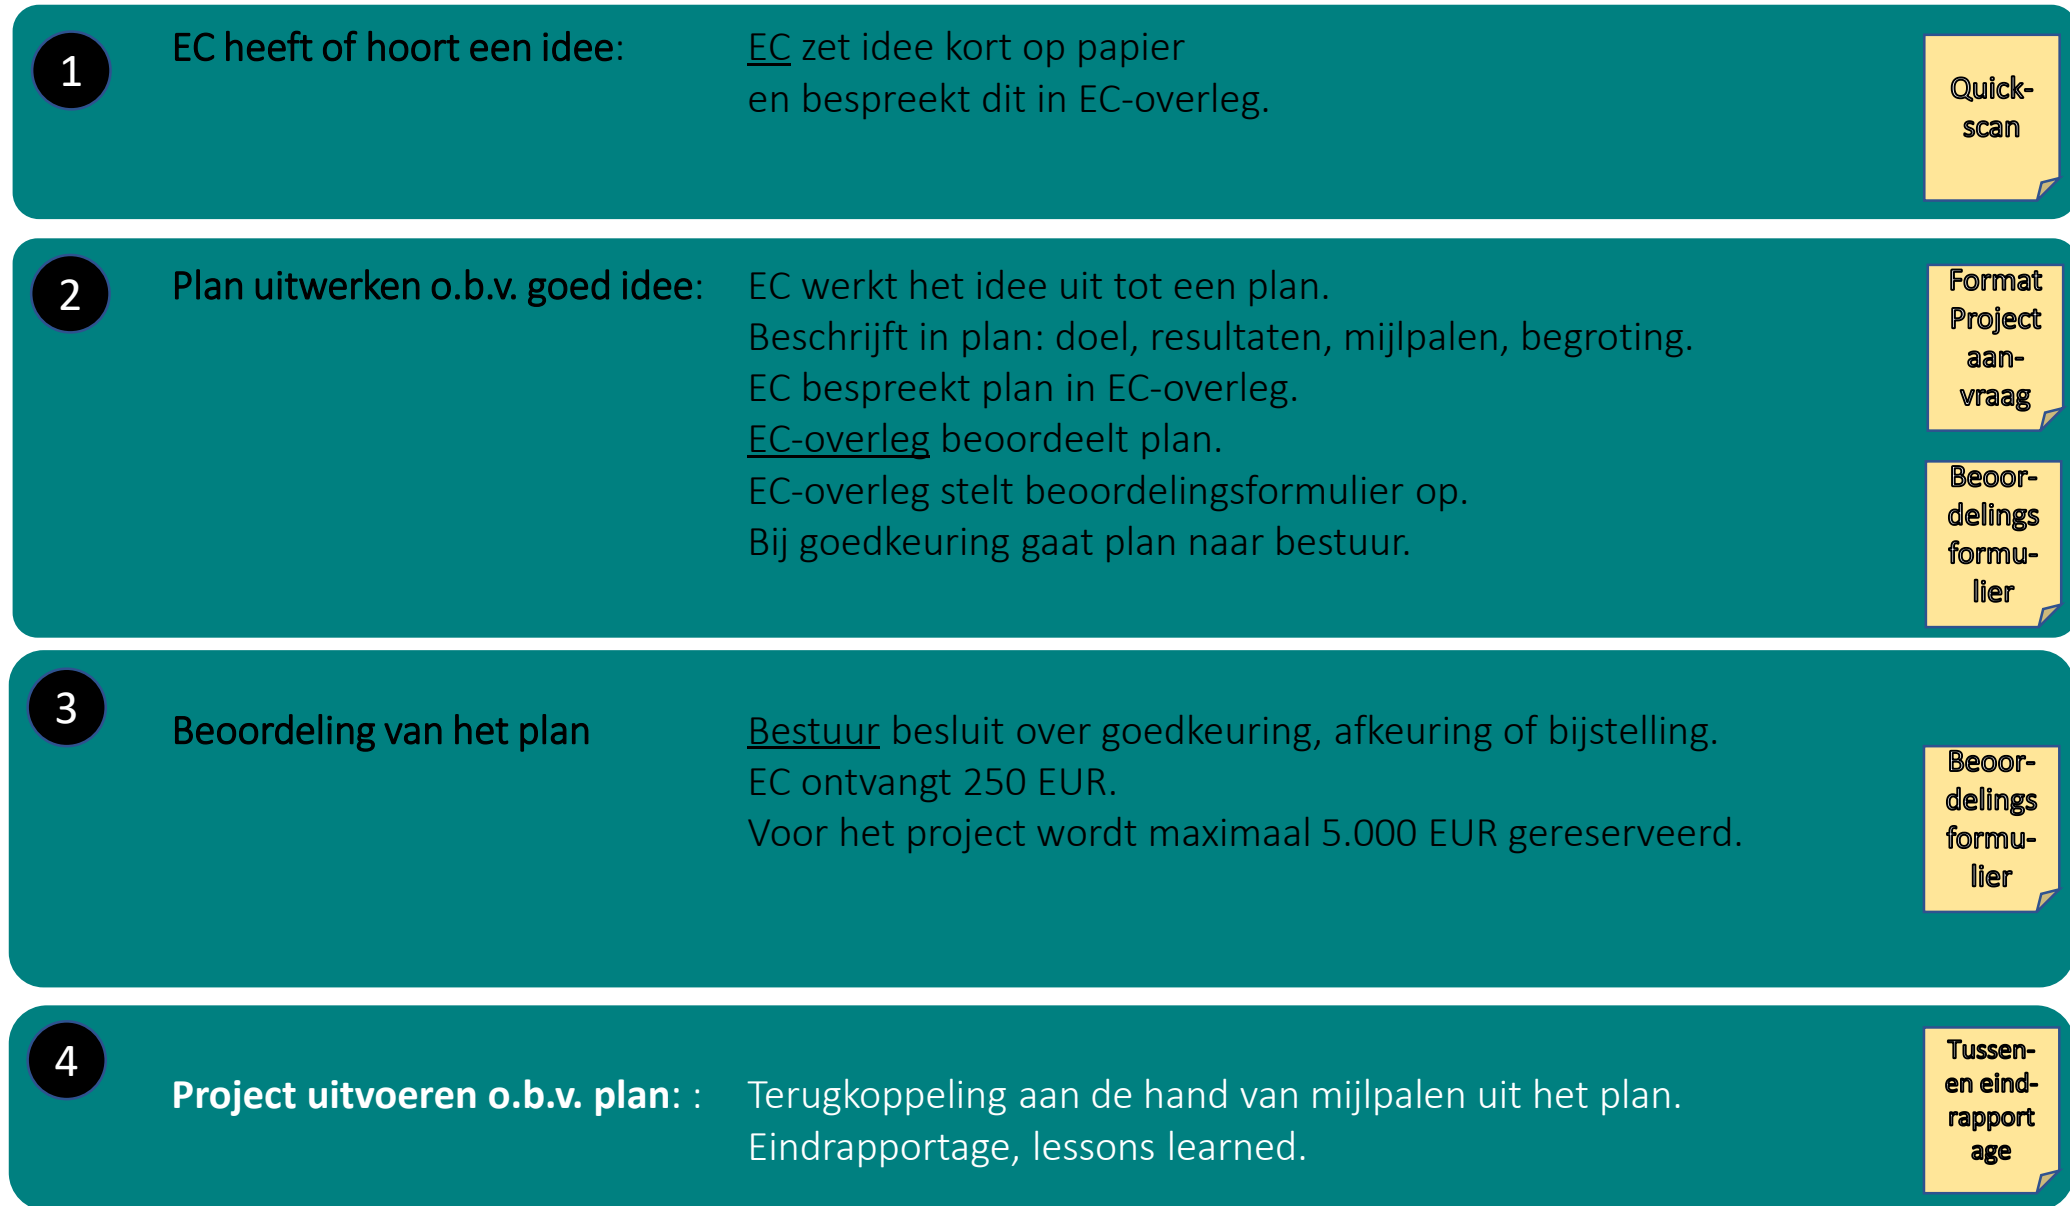 1
EC heeft of hoort een idee:
EC zet idee kort op papier
en bespreekt dit in EC-overleg.
Quick-
scan
2
Plan uitwerken o.b.v. goed idee:
EC werkt het idee uit tot een plan.
Beschrijft in plan: doel, resultaten, mijlpalen, begroting.
EC bespreekt plan in EC-overleg.
EC-overleg beoordeelt plan.
EC-overleg stelt beoordelingsformulier op.
Bij goedkeuring gaat plan naar bestuur.
Format
Project
aan-
vraag
Beoor-
delings
formu-
lier
3
Beoordeling van het plan
Bestuur besluit over goedkeuring, afkeuring of bijstelling.
EC ontvangt 250 EUR.
Voor het project wordt maximaal 5.000 EUR gereserveerd.
Beoor-
delings
formu-
lier
4
Project uitvoeren o.b.v. plan: :
Terugkoppeling aan de hand van mijlpalen uit het plan.
Eindrapportage, lessons learned.
Tussen-
en eind-
rapport
age